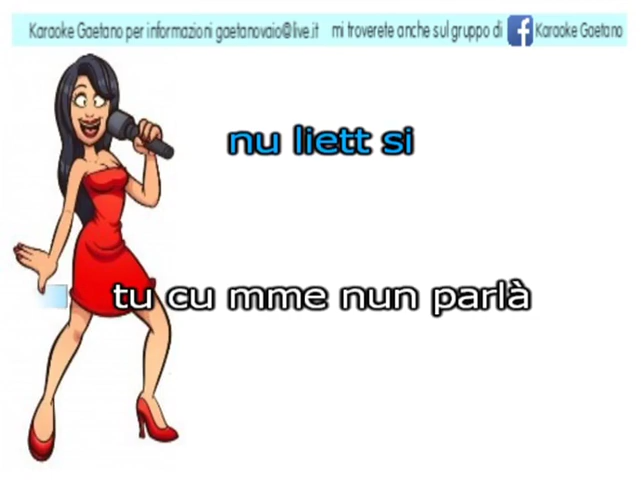 Karaoke Gaetano per informazioni gaetanovaio@live.it mi troverete anche sul gruppo di f Karaoke Gaetano
nu liett si
tu cu mme nun parlà